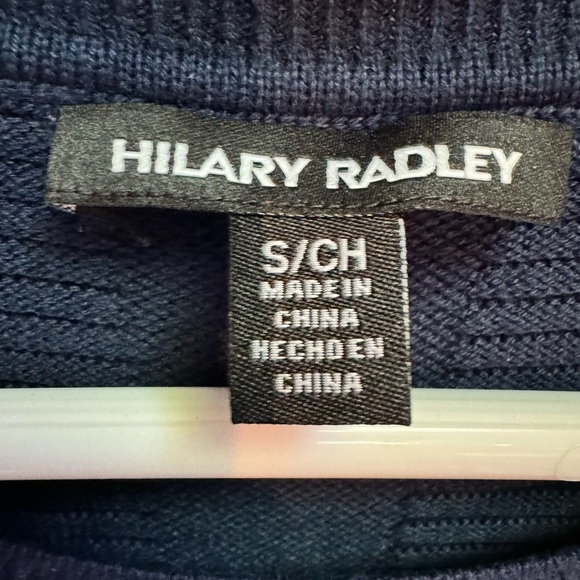 HILARY RADLEY
S/CH
MADE IN
CHINA
HECHO EN
CHINA